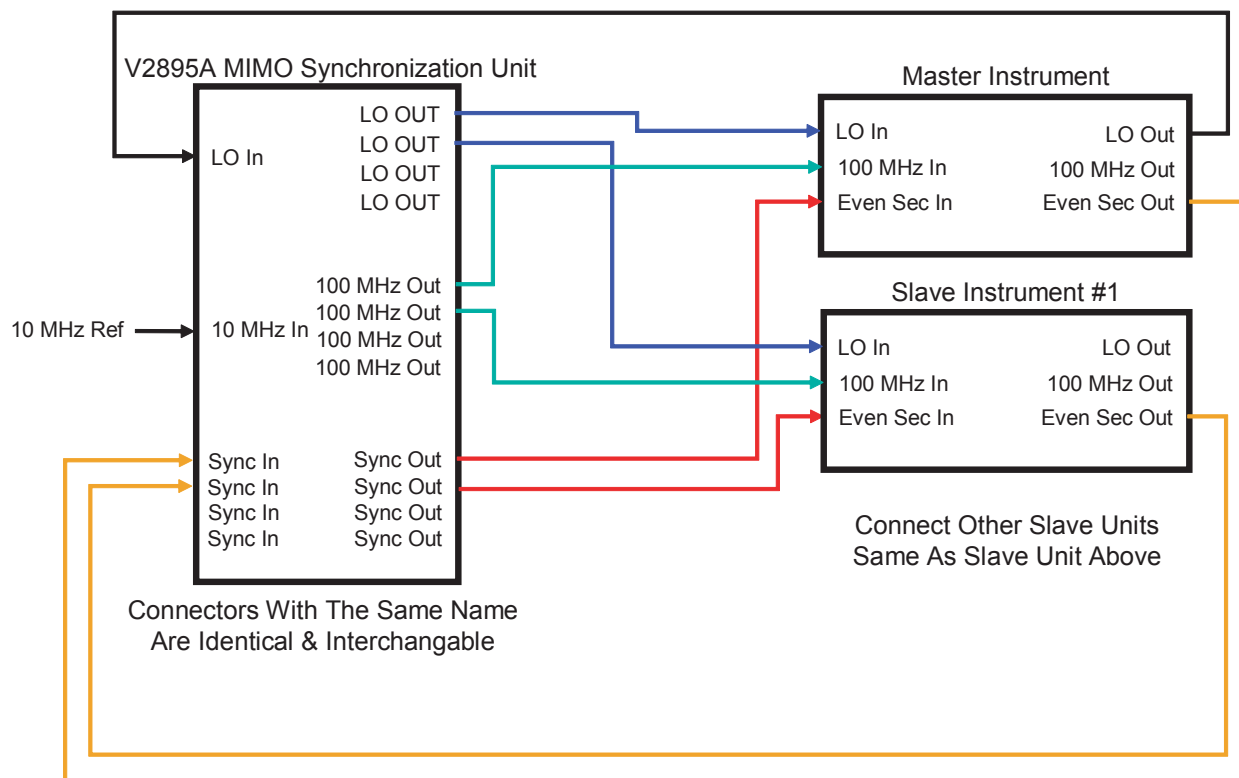 V2895A MIMO Synchronization Unit
LO OUT
LO OUT
LO OUT
LO OUT
LO In
100 MHz Out
100 MHz Out
100 MHz Out
100 MHz Out
10 MHz Ref
10 MHz In
Sync In
Sync In
Sync In
Sync In
Sync Out
Sync Out
Sync Out
Sync Out
Connectors With The Same Name
Are Identical & Interchangable
Master Instrument
LO In
100 MHz In
Even Sec In
LO Out
100 MHz Out
Even Sec Out
Slave Instrument #1
LO In
100 MHz In
Even Sec In
LO Out
100 MHz Out
Even Sec Out
Connect Other Slave Units
Same As Slave Unit Above